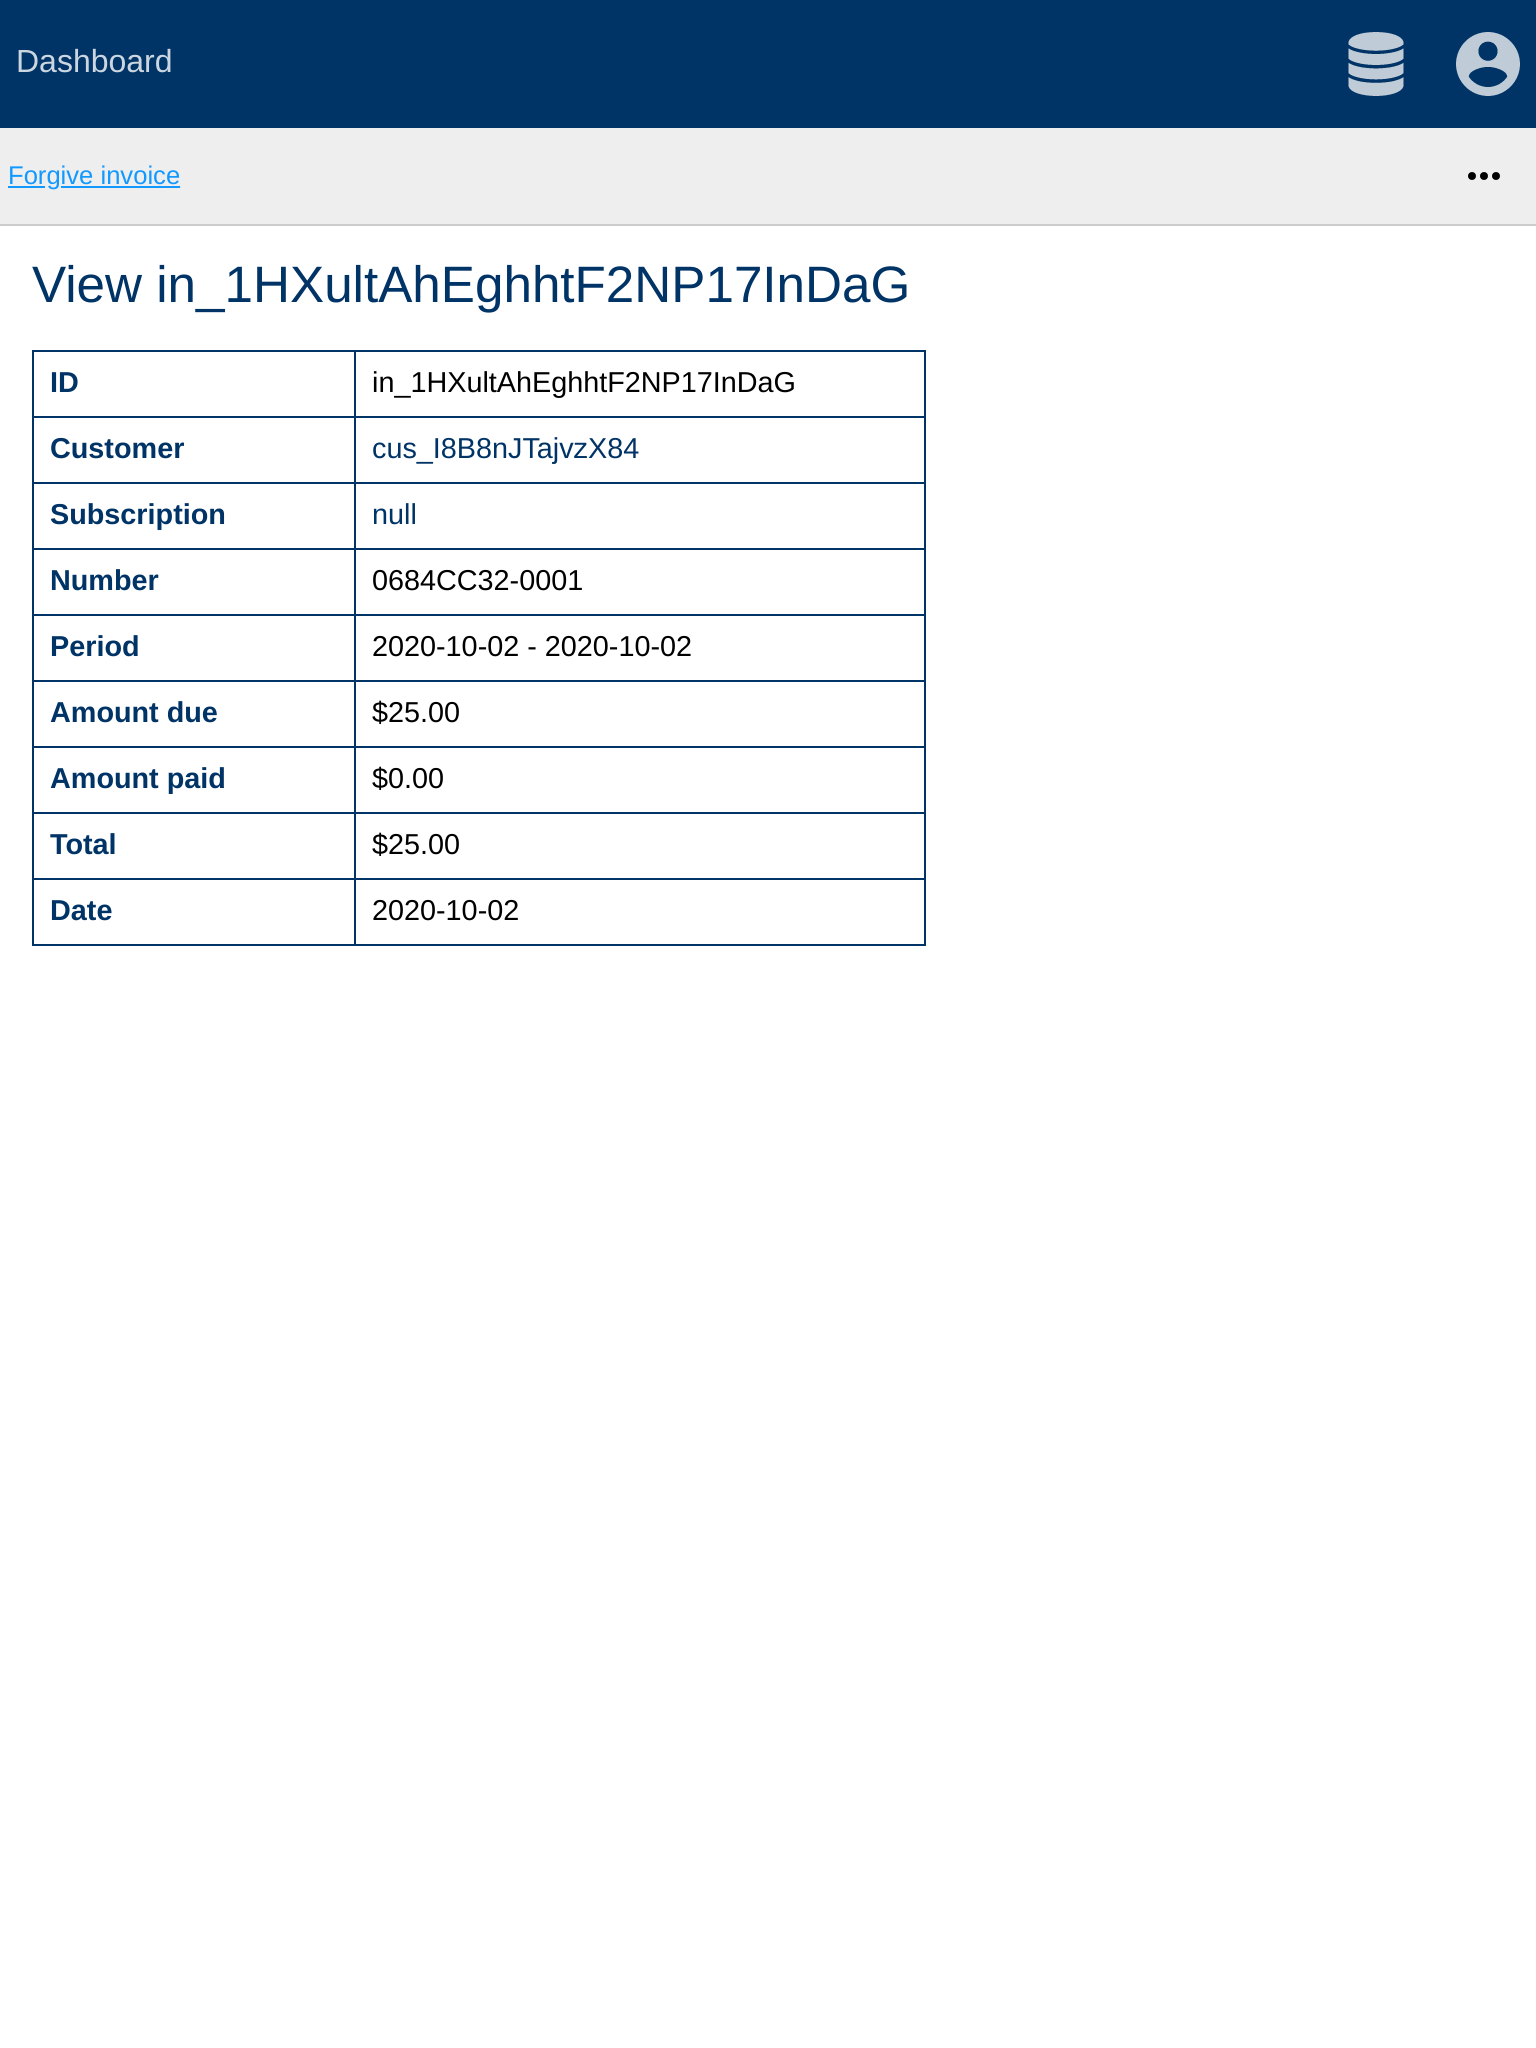 Dashboard
Forgive invoice
View in_1HXultAhEghhtF2NP17InDaG
ID in_1HXultAhEghhtF2NP17InDaG
Customer cus_I8B8nJTajvzX84
Subscription null
Number 0684CC32-0001
Period 2020-10-02 - 2020-10-02
Amount due $25.00
Amount paid $0.00
Total $25.00
Date 2020-10-02